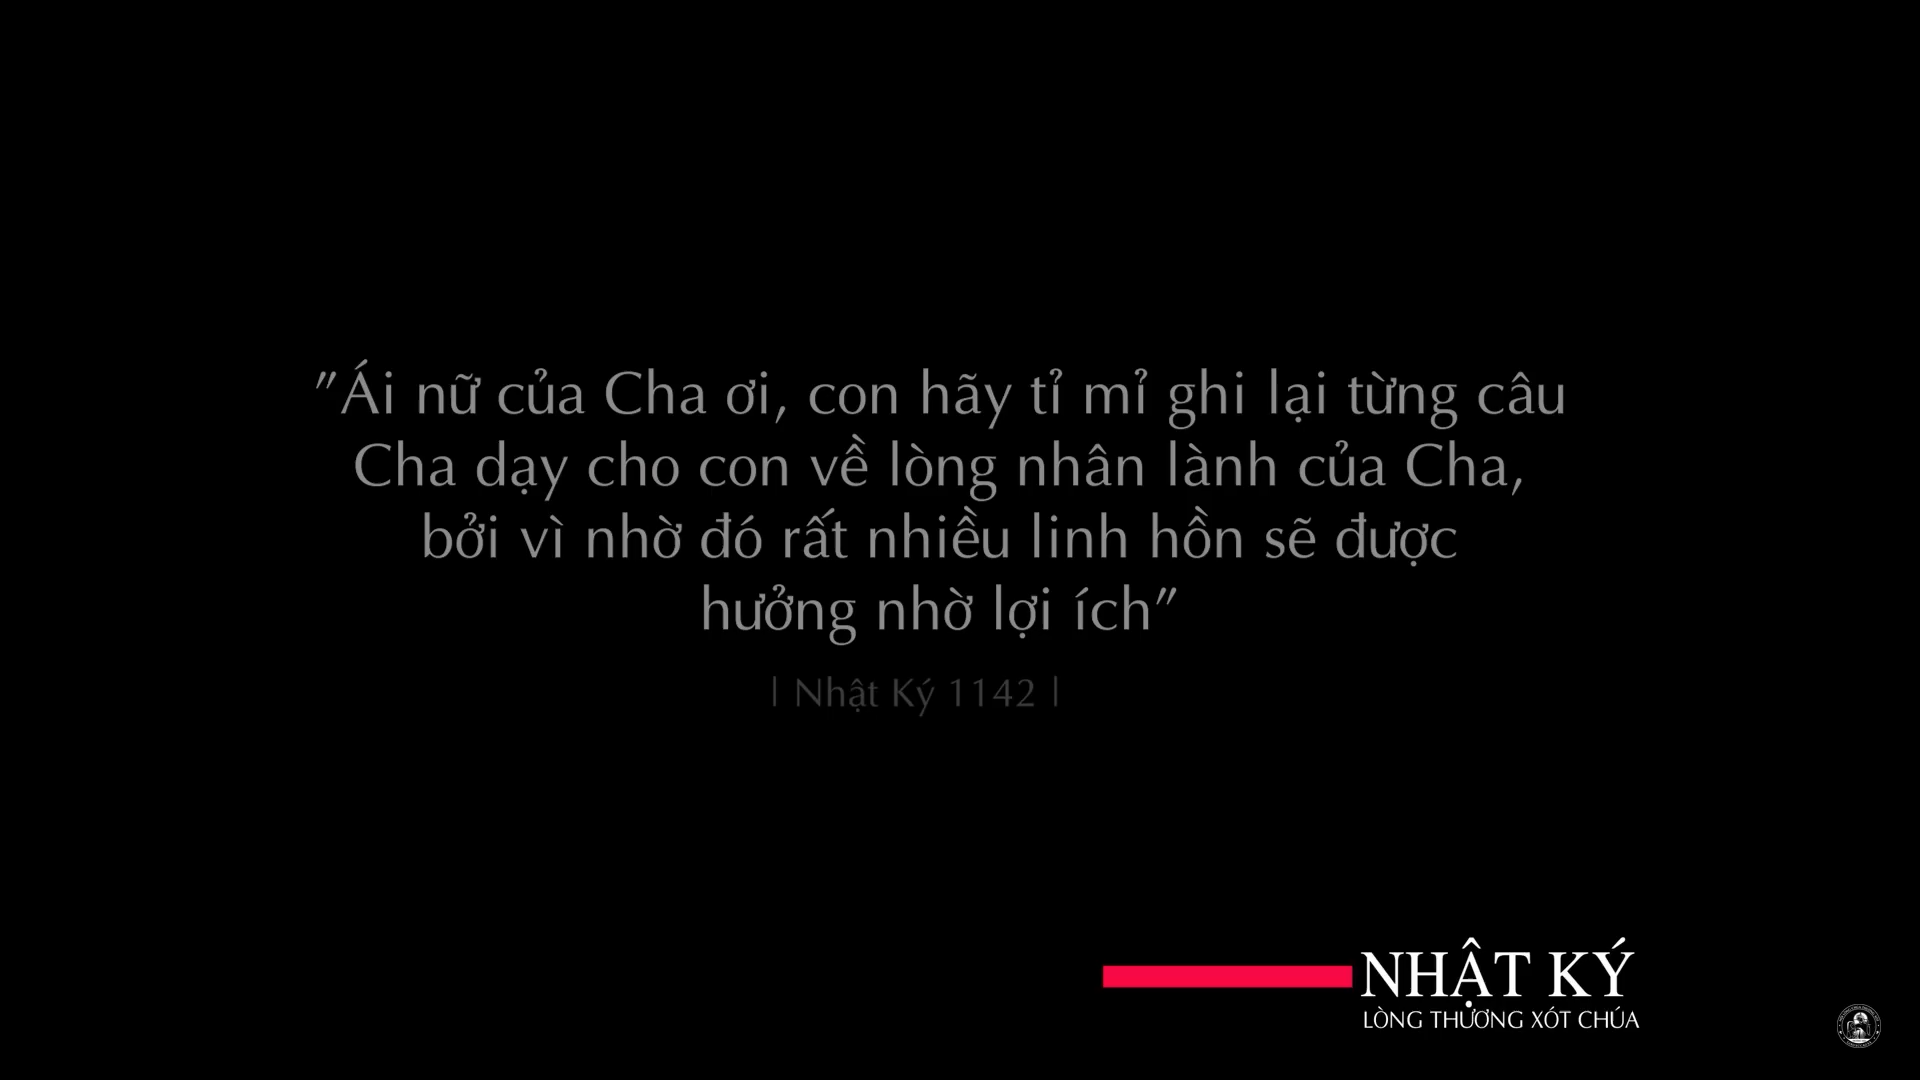 "Ái nữ của Cha ơi, con hãy tỉ mỉ ghi lại từng câu
Cha dạy cho con về lòng nhân lành của Cha,
bởi vì nhờ đó rất nhiều linh hồn sẽ được
hưởng nhờ lợi ích"
| Nhật Ký 1142 |
NHẬT KÝ
LÒNG THƯƠNG XÓT CHÚA